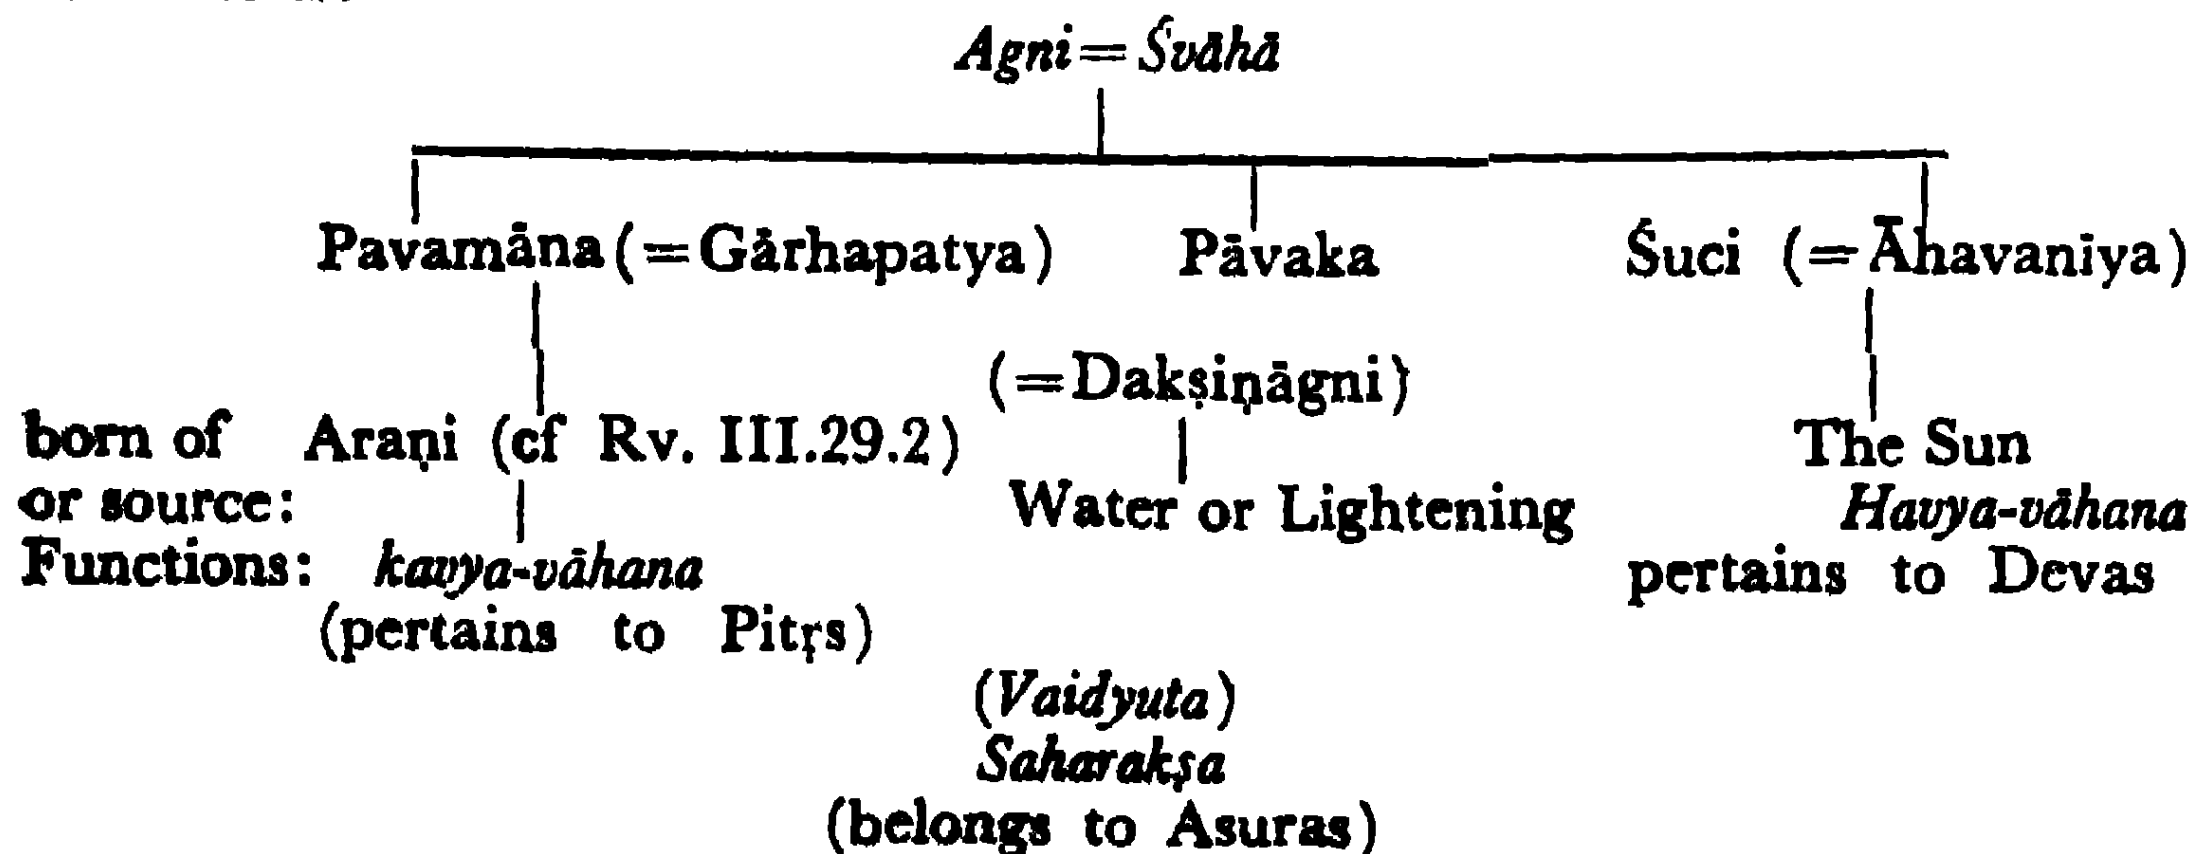 Agni=Śvāhā
Pavamāna(=Gārhapatya) Pāvaka Śuci (=Āhavanīya)
(=Dakṣiṇāgni)
born of Araṇi (cf Rv. III.29.2) The Sun
or source: Water or Lightening Havya-vāhana
Functions: kavya-vāhana pertains to Devas
(pertains to Pitṛs)
(Vaidyuta)
Saharakṣa
(belongs to Asuras)